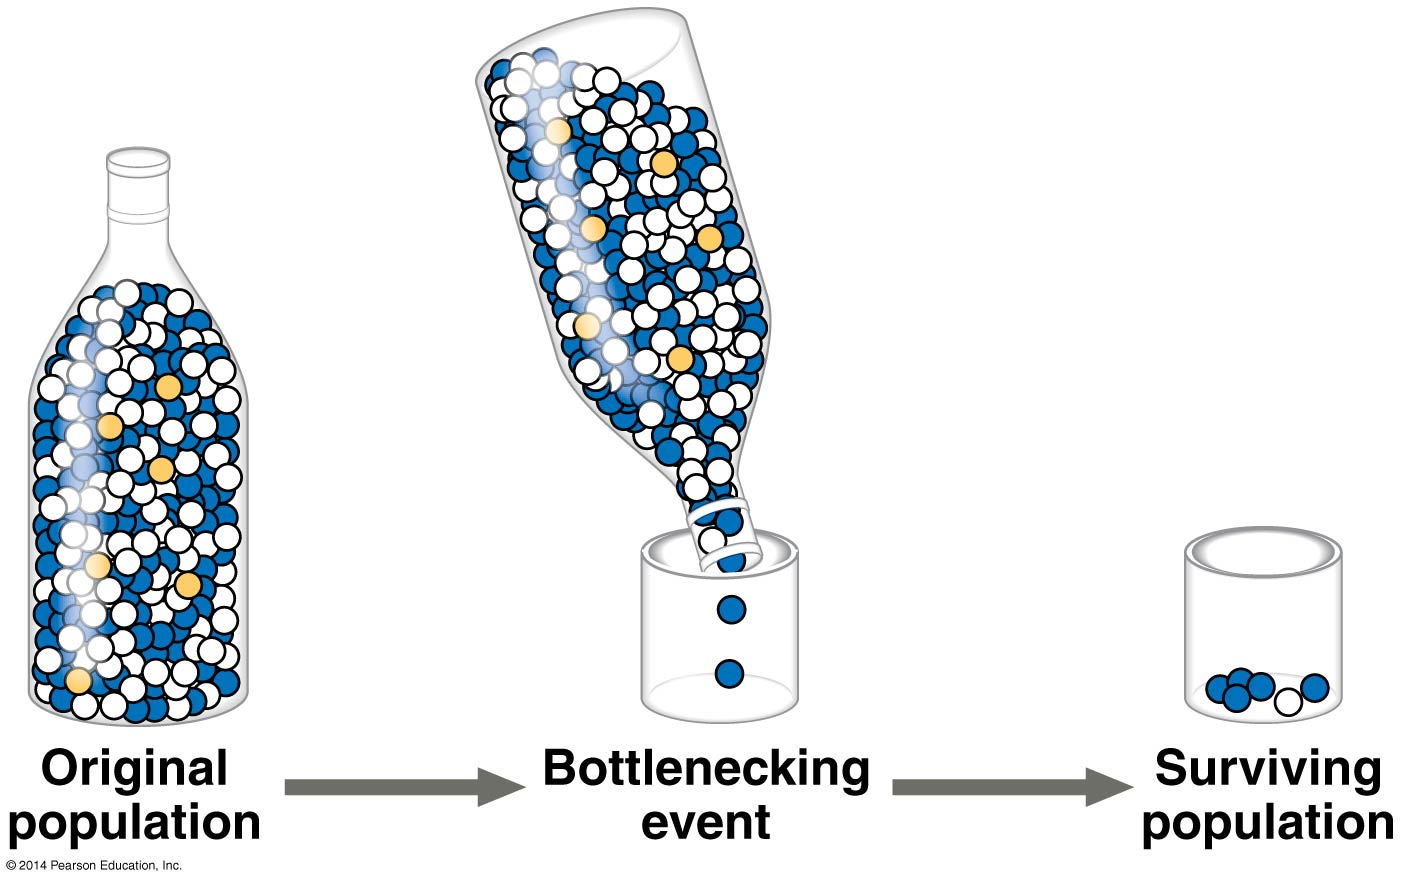 Original
population
Bottlenecking
event
Surviving
population
© 2014 Pearson Education, Inc.